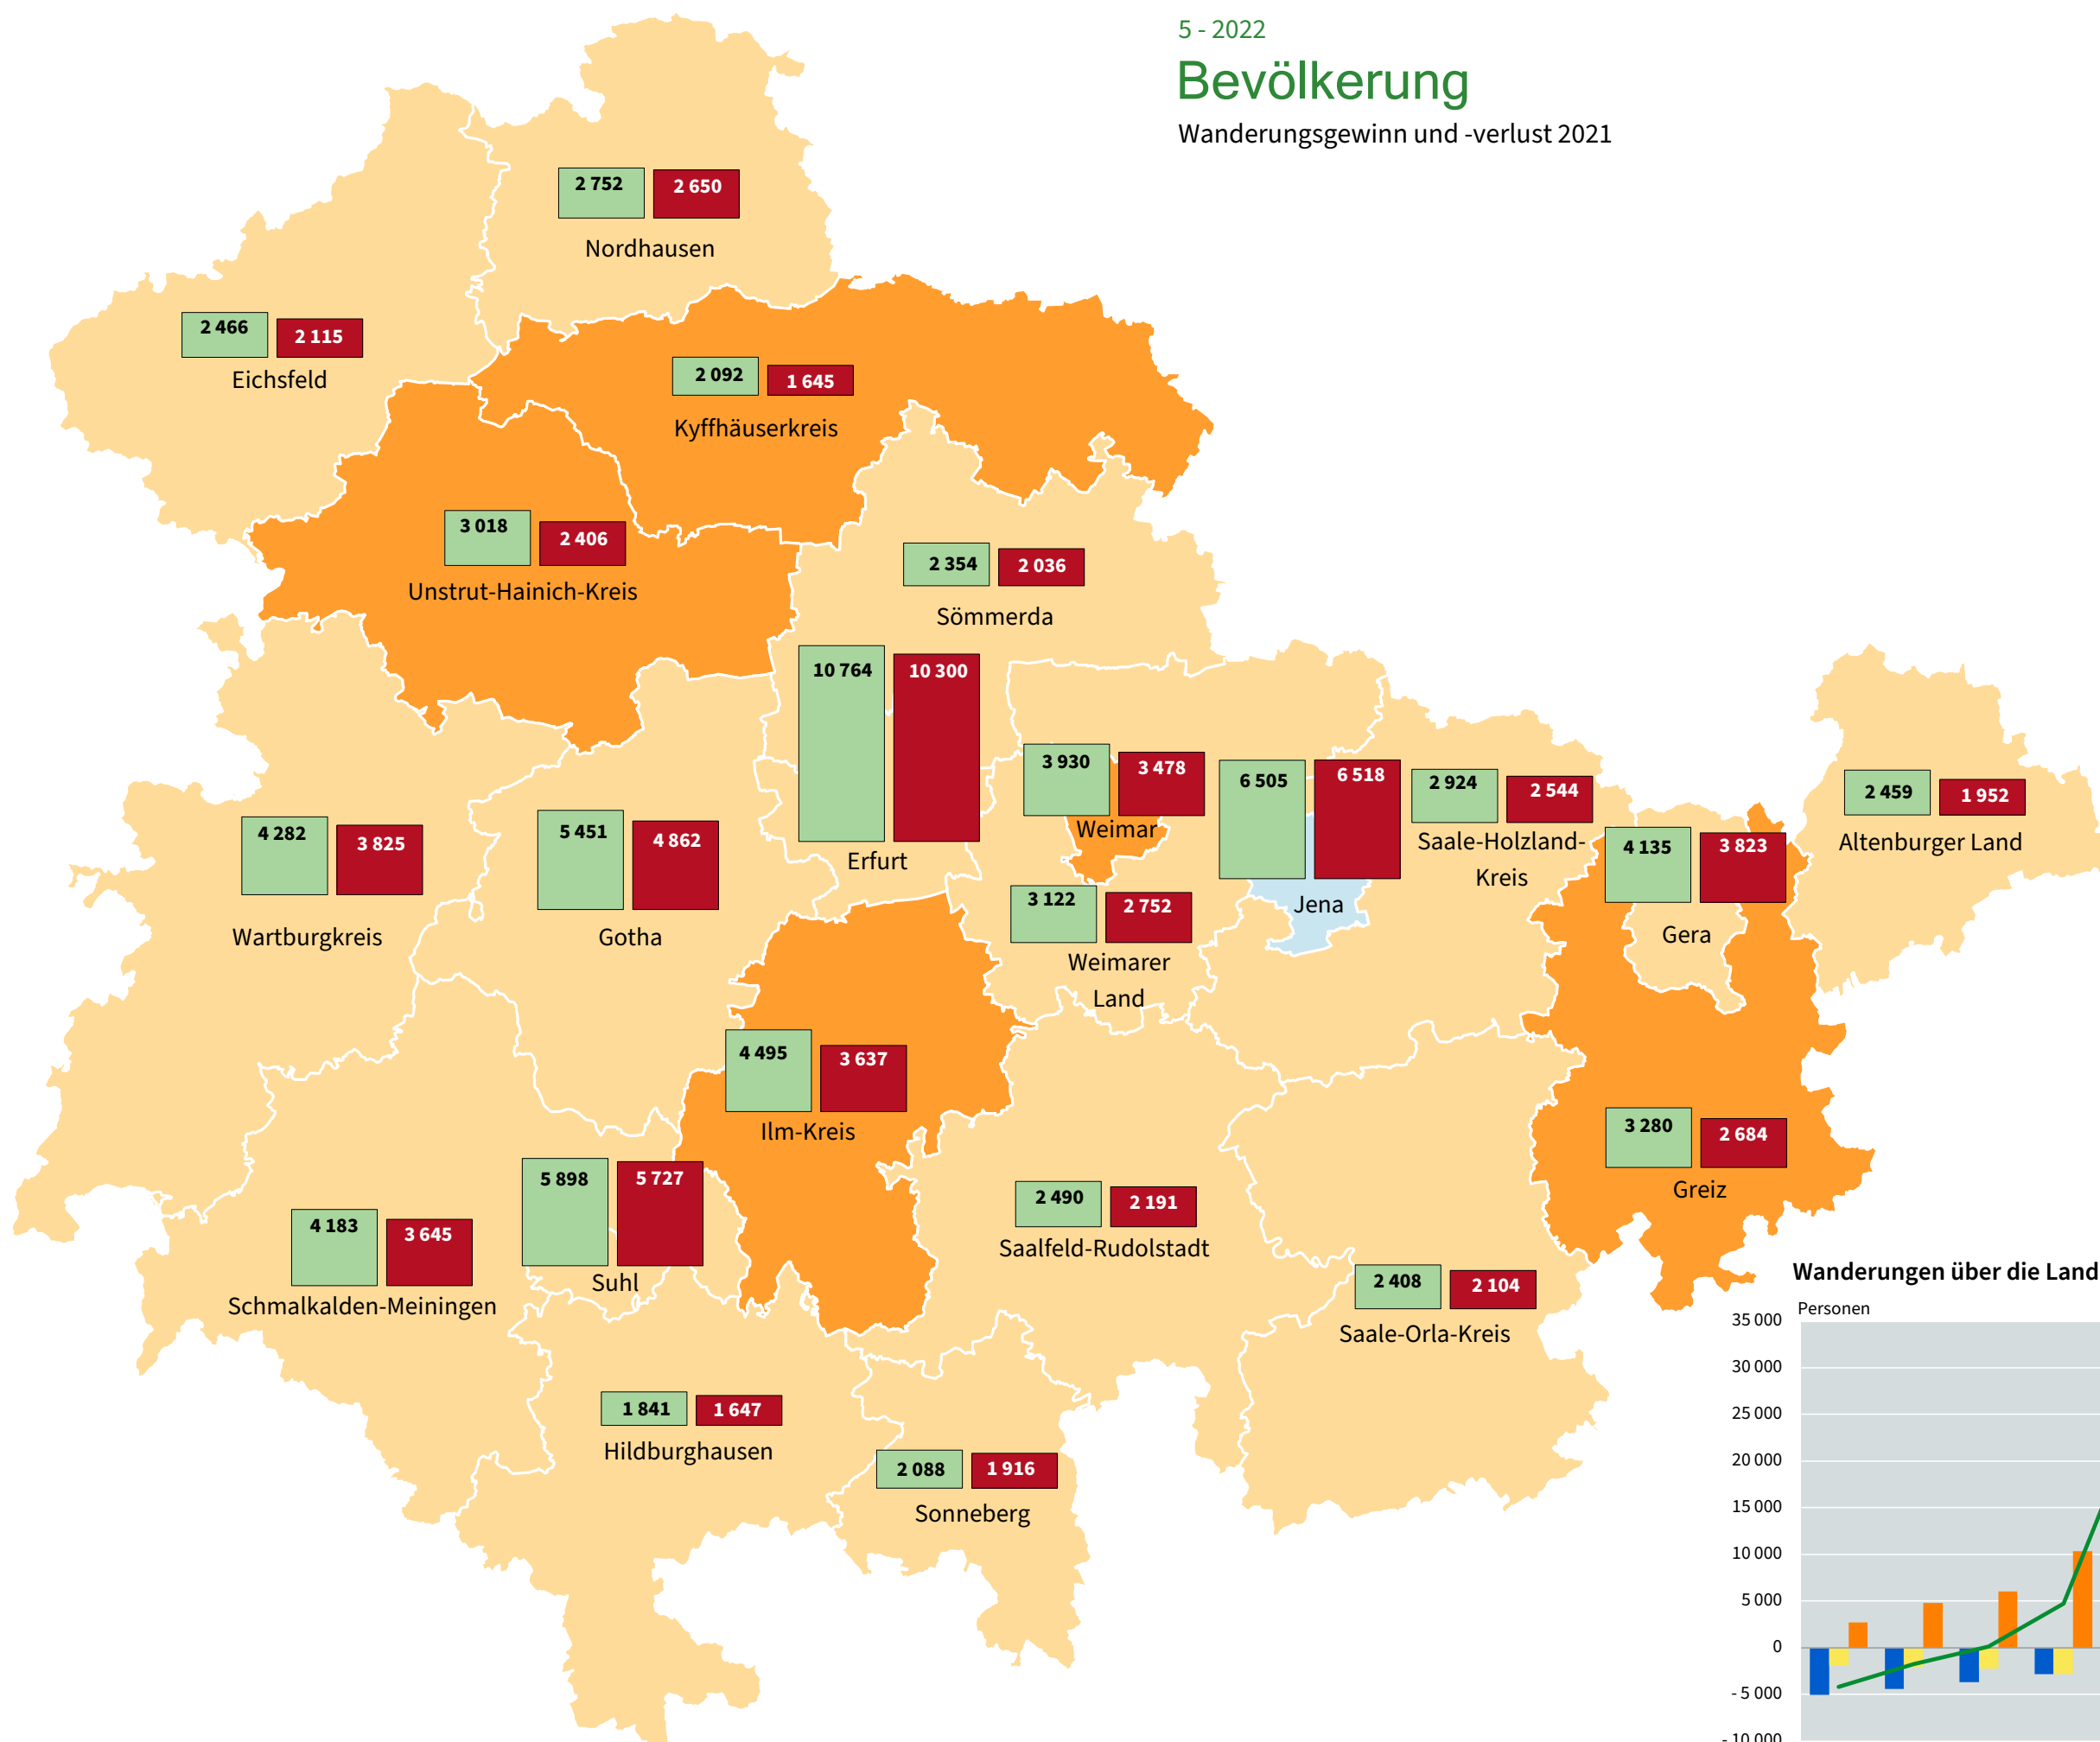 5 - 2022
Bevölkerung
Wanderungsgewinn und -verlust 2021
2 752 2 650
Nordhausen
2 466 2 115
Eichsfeld
2 092 1 645
Kyffhäuserkreis
3 018 2 406
Unstrut-Hainich-Kreis
2 354 2 036
Sömmerda
10 764 10 300
Erfurt
3 930 3 478
Weimar
6 505 6 518
Jena
2 924 2 544
Saale-Holzland-
Kreis
4 135 3 823
Gera
2 459 1 952
Altenburger Land
4 282 3 825
Wartburgkreis
5 451 4 862
Gotha
3 122 2 752
Weimarer
Land
4 495 3 637
Ilm-Kreis
3 280 2 684
Greiz
5 898 5 727
Suhl
4 183 3 645
Schmalkalden-Meiningen
2 490 2 191
Saalfeld-Rudolstadt
2 408 2 104
Saale-Orla-Kreis
1 841 1 647
Hildburghausen
2 088 1 916
Sonneberg
Wanderungen über die Land
Personen
35 000
30 000
25 000
20 000
15 000
10 000
5 000
0
- 5 000
- 10 000